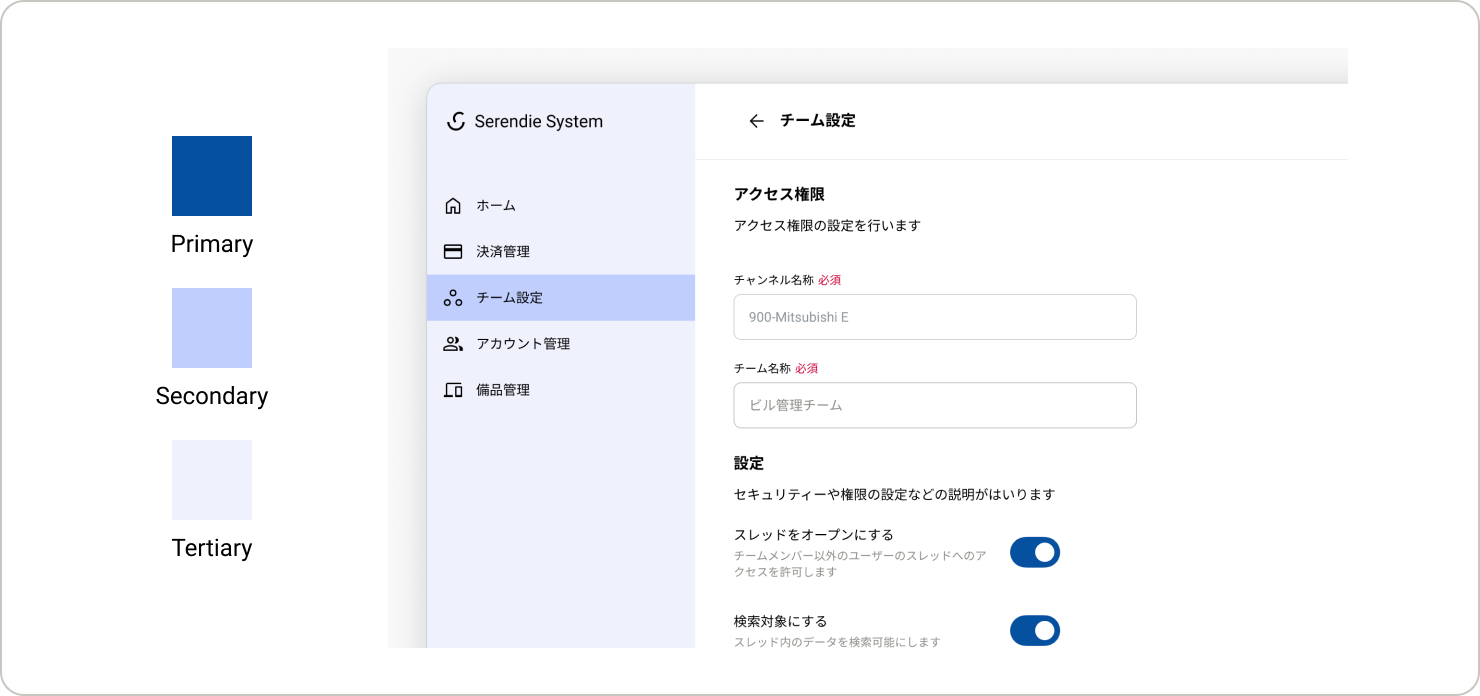 Primary
Secondary
Tertiary
Serendie System
ホーム
決済管理
チーム設定
アカウント管理
備品管理
チーム設定
アクセス権限
アクセス権限の設定を行います
チャンネル名称 必須
900-Mitsubishi E
チーム名称 必須
ビル管理チーム
設定
セキュリティーや権限の設定などの説明がはいります
スレッドをオープンにする
チームメンバー以外のユーザーのスレッドへのア
クセスを許可します
検索対象にする
スレッド内のデータを検索可能にします